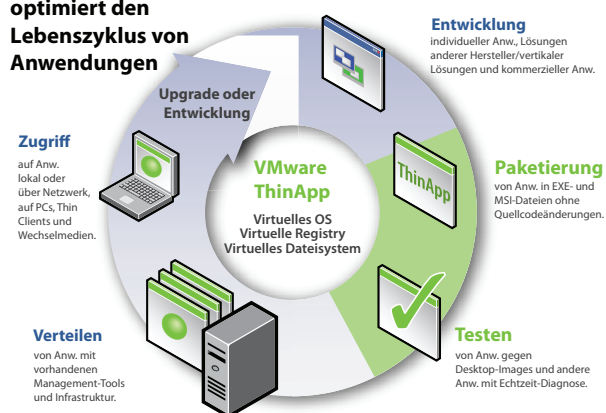 optimiert den
Lebenszyklus von
Anwendungen
Entwicklung
individueller Anw., Lösungen
anderer Hersteller/vertikaler
Lösungen und kommerzieller Anw.
Upgrade oder
Entwicklung
Zugriff
auf Anw.
lokal oder
über Netzwerk,
auf PCs, Thin
Clients und
Wechselmedien.
VMware
ThinApp
Virtuelles OS
Virtuelle Registry
Virtuelles Dateisystem
ThinApp
Paketierung
von Anw. in EXE- und
MSI-Dateien ohne
Quellcodeänderungen.
Verteilen
von Anw. mit
vorhandenen
Management-Tools
und Infrastruktur.
Testen
von Anw. gegen
Desktop-Images und andere
Anw. mit Echtzeit-Diagnose.